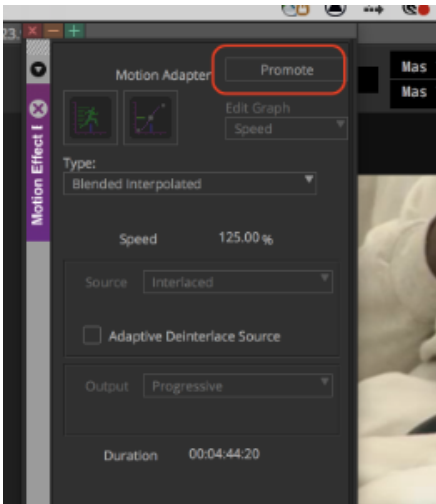 23.
Mas
Motion Adapter
Promote
Mas
Edit Graph
Speed
Type:
Blended Interpolated
Speed
125.00 %
Source
Interlaced
Adaptive Deinterlace Source
Output
Progressive
Duration
00:04:44:20
Motion Effect